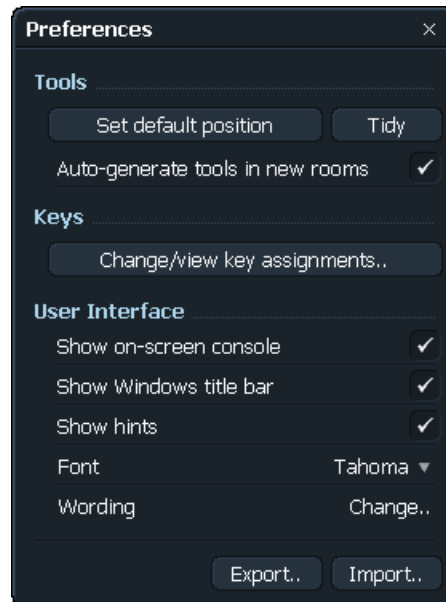 Preferences
Tools
Set default position Tidy
Auto-generate tools in new rooms
Keys
Change/view key assignments..
User Interface
Show on-screen console
Show Windows title bar
Show hints
Font Tahoma
Wording Change..
Export.. Import..